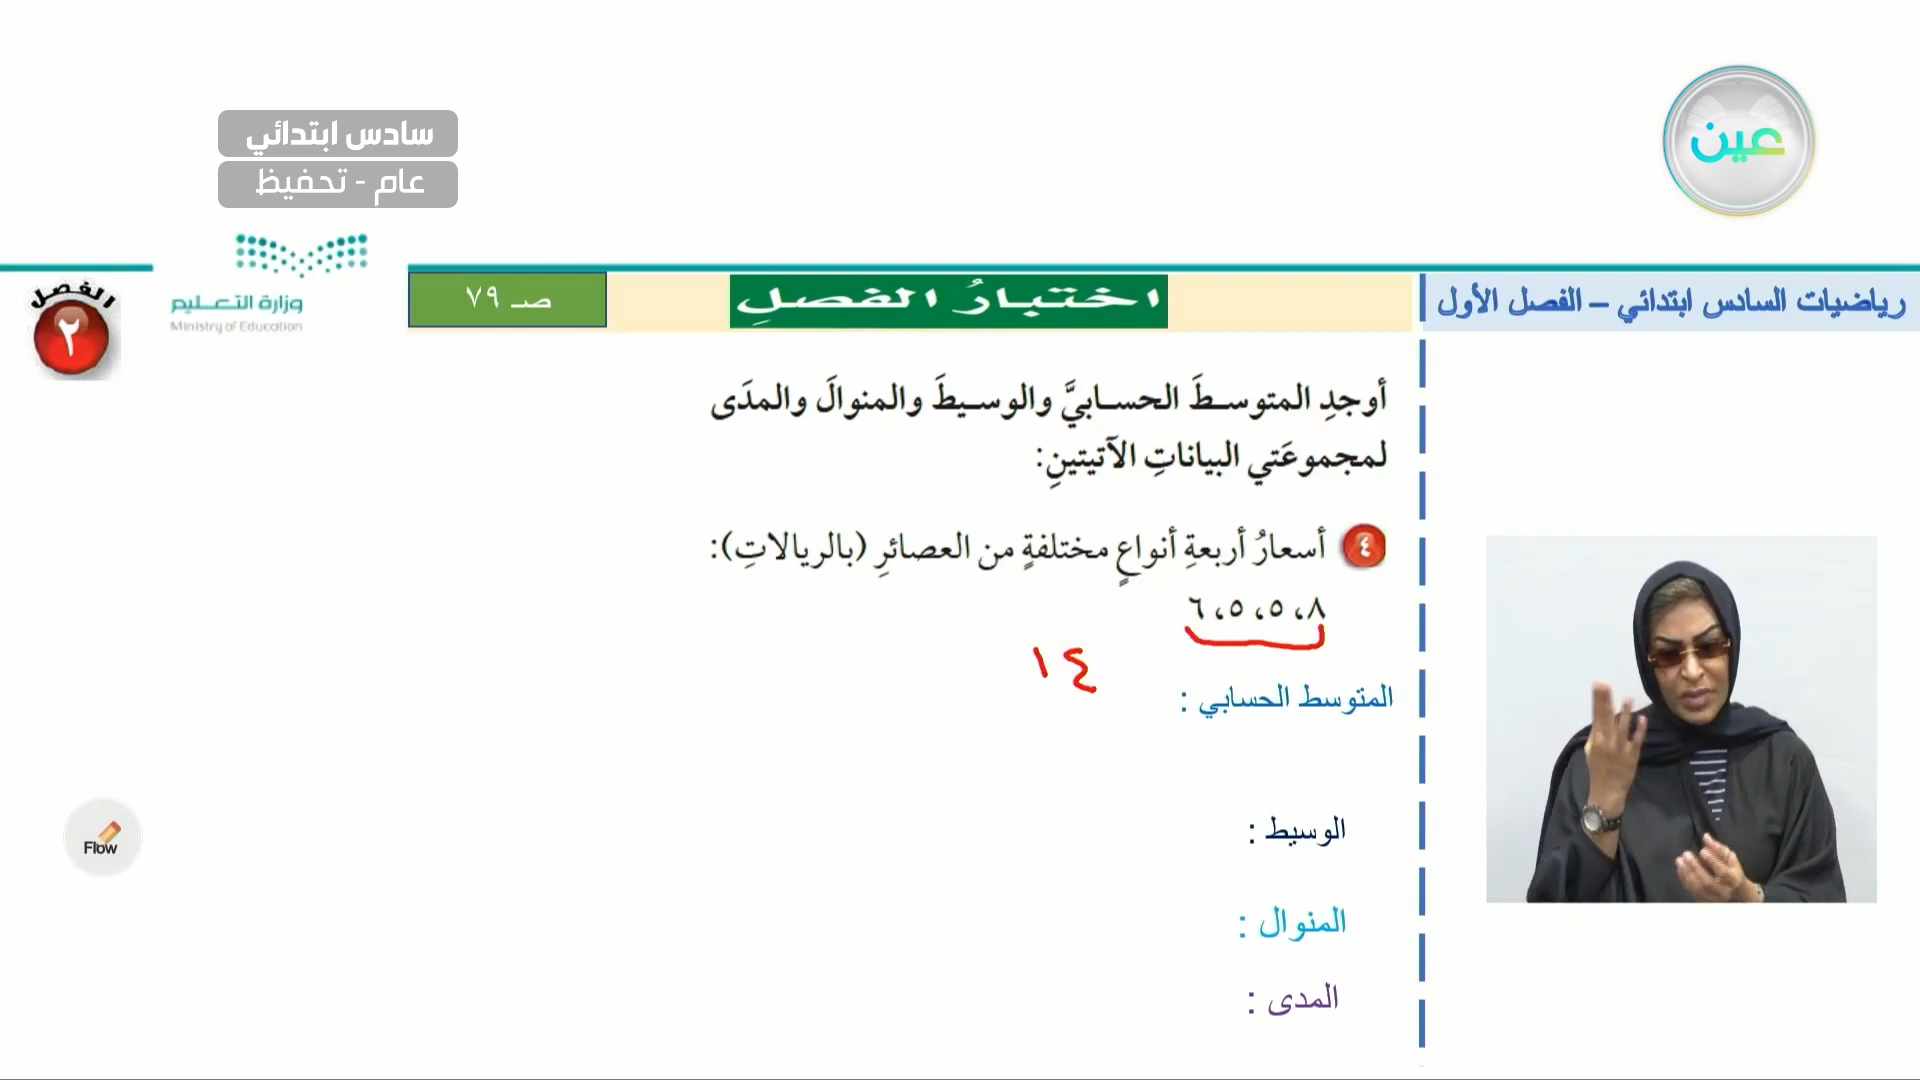 سادس ابتدائي
عام - تحفيظ
عين
وزارة التعليم
Ministry of Education
الفصل
٢
صـ ٧٩
اختبارُ الفصلِ
رياضيات السادس ابتدائي – الفصل الأول
أوجدِ المتوسطَ الحسابيَّ والوسيطَ والمنوالَ والمدَى
لمجموعَتي البياناتِ الآتيتينِ:
٤ أسعارُ أربعةِ أنواعٍ مختلفةٍ من العصائرِ (بالريالاتِ):
٨، ٥، ٥، ٦
١٤
المتوسط الحسابي :
الوسيط :
المنوال :
المدى :
Flow